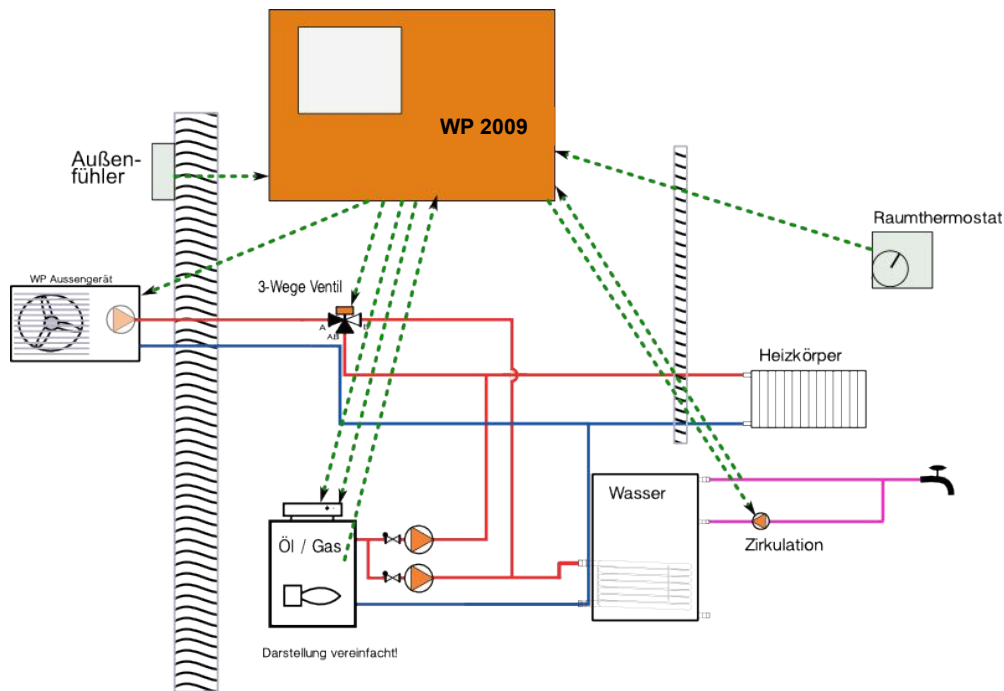 WP 2009
Außen-
fühler
Raumthermostat
WP Aussengerät
3-Wege Ventil
A
B
AB
Heizkörper
Wasser
Öl / Gas
Zirkulation
Darstellung vereinfacht!